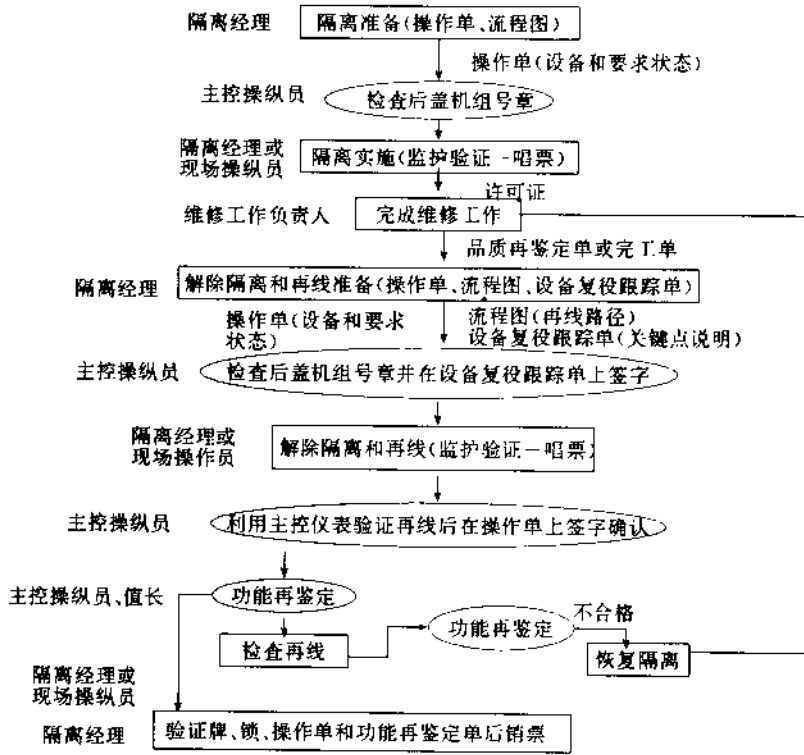 隔离经理
隔离准备(操作单、流程图)
操作单(设备和要求状态)
主控操纵员
检查后盖机组号章
隔离经理或
现场操纵员
隔离实施(监护验证-唱票)
许可证
维修工作负责人
完成维修工作
品质再鉴定单或完工单
隔离经理
解除隔离和再线准备(操作单、流程图、设备复役跟踪单)
操作单(设备和要求
状态)
流程图(再线路径)
设备复役跟踪单(关键点说明)
主控操纵员
检查后盖机组号章并在设备复役跟踪单上签字
隔离经理或
现场操作员
解除隔离和再线(监护验证-唱票)
主控操纵员
利用主控仪表验证再线后在操作单上签字确认
主控操纵员、值长
功能再鉴定
检查再线
功能再鉴定
不合格
恢复隔离
隔离经理或
现场操纵员
隔离经理
验证牌、锁、操作单和功能再鉴定单后销票